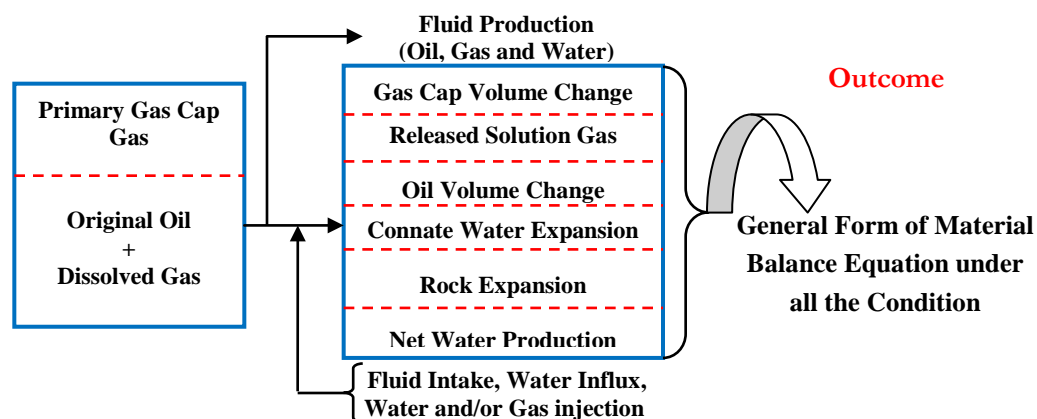 Fluid Production
(Oil, Gas and Water)
Outcome
Primary Gas Cap
Gas
Original Oil
+
Dissolved Gas
Gas Cap Volume Change
Released Solution Gas
Oil Volume Change
Connate Water Expansion
Rock Expansion
Net Water Production
General Form of Material
Balance Equation under
all the Condition
Fluid Intake, Water Influx,
Water and/or Gas injection